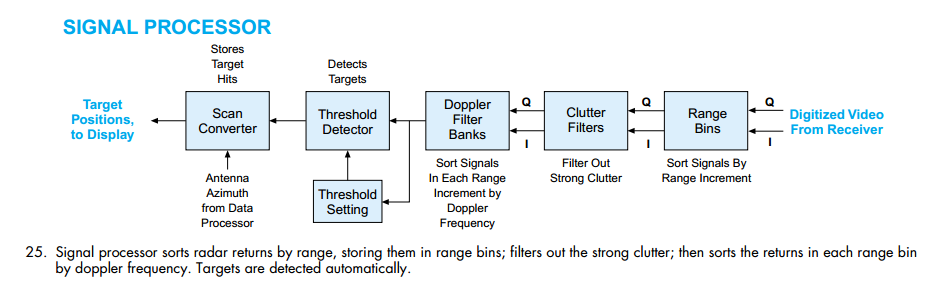 SIGNAL PROCESSOR
Stores
Target
Hits
Detects
Targets
Target
Positions,
to Display
Scan
Converter
Threshold
Detector
Doppler
Filter
Banks
Q
I
Clutter
Filters
Q
I
Range
Bins
Q
I
Digitized Video
From Receiver
Antenna
Azimuth
from Data
Processor
Threshold
Setting
Sort Signals
In Each Range
Increment by
Doppler
Frequency
Filter Out
Strong Clutter
Sort Signals By
Range Increment
25. Signal processor sorts radar returns by range, storing them in range bins; filters out the strong clutter; then sorts the returns in each range bin
by doppler frequency. Targets are detected automatically.